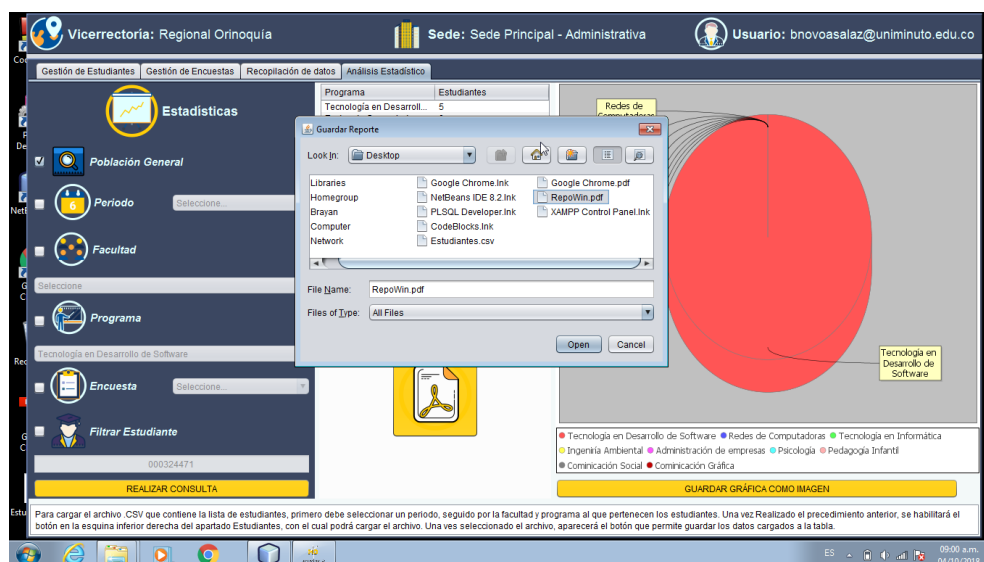 Vicerrectoría: Regional Orinoquía
Sede: Sede Principal - Administrativa
Usuario: bnovoasalaz@uniminuto.edu.co
Gestión de Estudiantes
Gestión de Encuestas
Recopilación de datos
Análisis Estadístico
Estadísticas
Población General
Periodo
Seleccione...
Facultad
Seleccione
Programa
Tecnología en Desarrollo de Software
Encuesta
Seleccione...
Filtrar Estudiante
000324471
REALIZAR CONSULTA
Programa Estudiantes
Tecnología en Desarroll... 5
Guardar Reporte
Look In: Desktop
Libraries
Homegroup
Brayan
Computer
Network
Google Chrome.lnk
NetBeans IDE 8.2.lnk
PLSQL Developer.lnk
CodeBlocks.lnk
Estudiantes.csv
Google Chrome.pdf
RepoWin.pdf
XAMPP Control Panel.lnk
File Name: RepoWin.pdf
Files of Type: All Files
Open Cancel
Redes de
Computadoras
Tecnología en
Desarrollo de
Software
Tecnología en Desarrollo de Software Redes de Computadoras Tecnología en Informática
Ingenría Ambiental Administración de empresas Psicología Pedagogía Infantil
Cominicación Social Cominicación Gráfica
GUARDAR GRÁFICA COMO IMAGEN
Para cargar el archivo .CSV que contiene la lista de estudiantes, primero debe seleccionar un periodo, seguido por la facultad y programa al que pertenecen los estudiantes. Una vez Realizado el precedimiento anterior, se habilitará el
botón en la esquina inferior derecha del apartado Estudiantes, con el cual podrá cargar el archivo. Una ves seleccionado el archivo, aparecerá el botón que permite guardar los datos cargados a la tabla.
ES
09:00 a.m.
04/10/2018